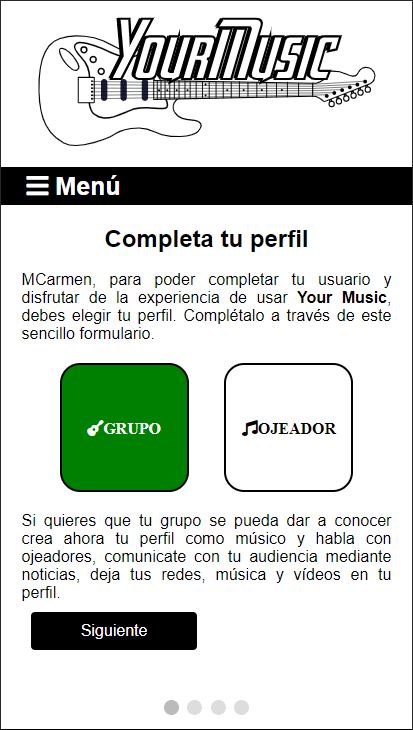 YourMusic
☰ Menú
Completa tu perfil
MCarmen, para poder completar tu usuario y
disfrutar de la experiencia de usar Your Music,
debes elegir tu perfil. Complétalo a través de este
sencillo formulario.
GRUPO
OJEADOR
Si quieres que tu grupo se pueda dar a conocer
crea ahora tu perfil como músico y habla con
ojeadores, comunicate con tu audiencia mediante
noticias, deja tus redes, música y vídeos en tu
perfil.
Siguiente